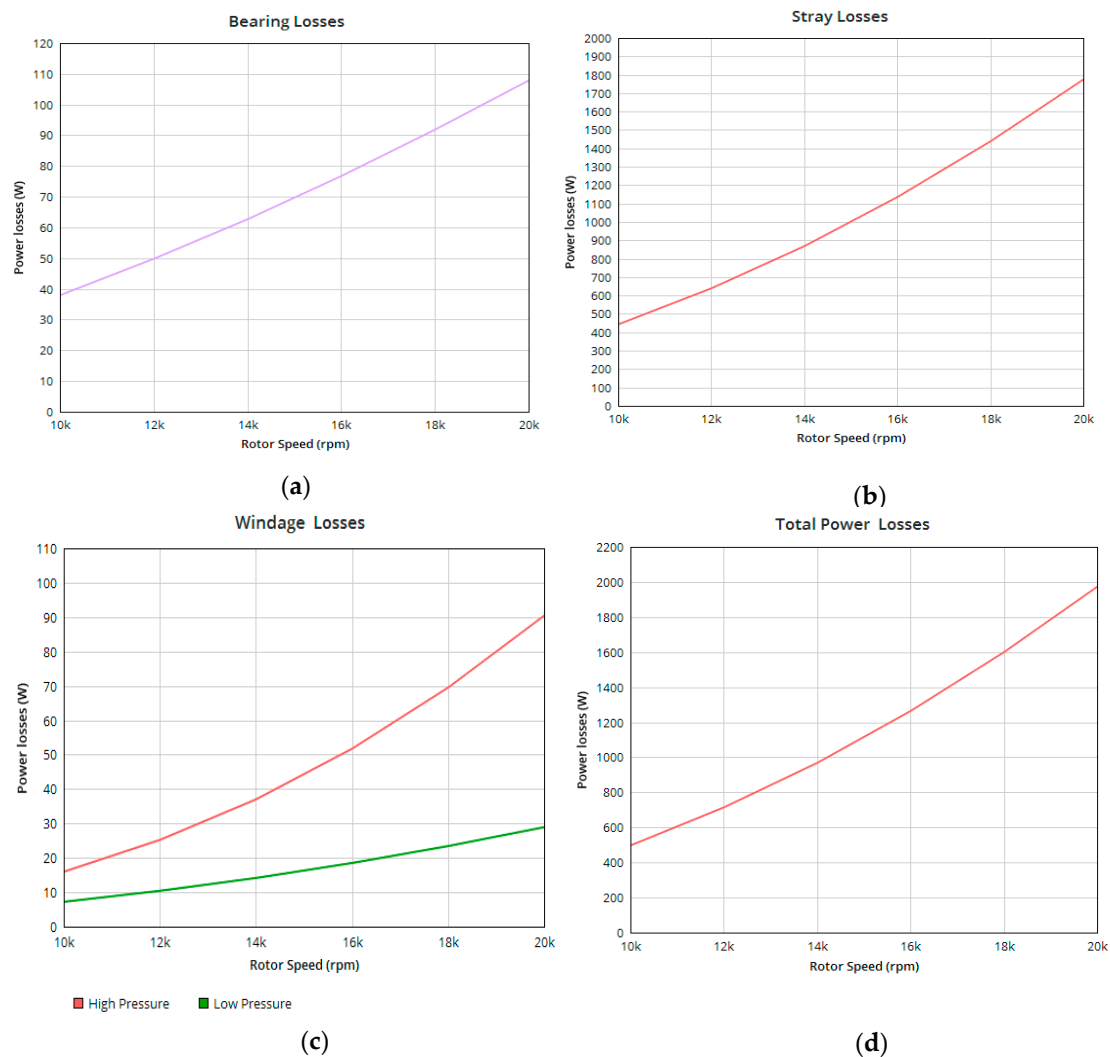 Bearing Losses
120
110
100
90
80
70
60
50
40
30
20
10
0
Power losses (W)
10k 12k 14k 16k 18k 20k
Rotor Speed (rpm)
(a)
Stray Losses
2000
1900
1800
1700
1600
1500
1400
1300
1200
1100
1000
900
800
700
600
500
400
300
200
100
0
Power losses (W)
10k 12k 14k 16k 18k 20k
Rotor Speed (rpm)
(b)
Windage Losses
110
100
90
80
70
60
50
40
30
20
10
0
Power losses (W)
10k 12k 14k 16k 18k 20k
Rotor Speed (rpm)
High Pressure Low Pressure
(c)
Total Power Losses
2200
2000
1800
1600
1400
1200
1000
800
600
400
200
0
Power losses (W)
10k 12k 14k 16k 18k 20k
Rotor Speed (rpm)
(d)